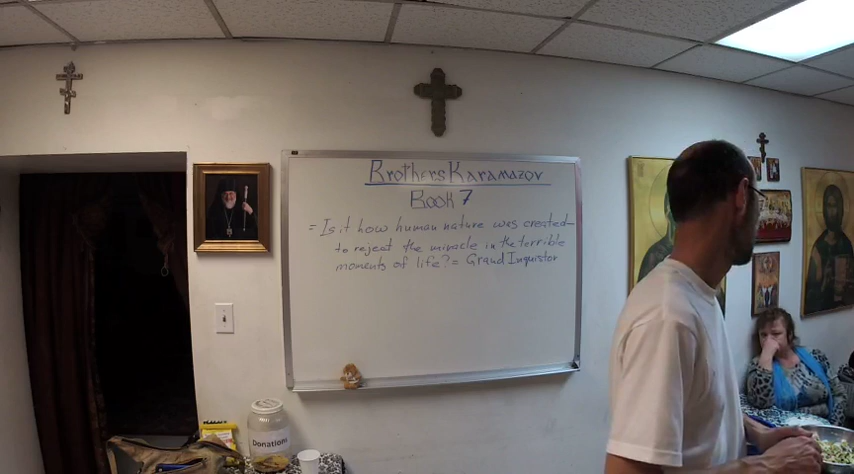 Brothers Karamazov
Book 7
= Is it how human nature was created
to reject the miracle in the terrible
moments of life? = Grand Inquistor
Donations